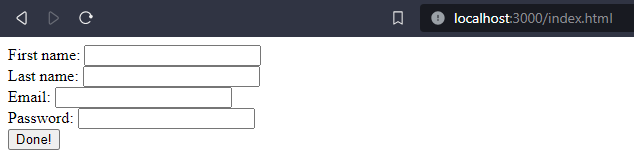 localhost:3000/index.html
First name:
Last name:
Email:
Password:
Done!